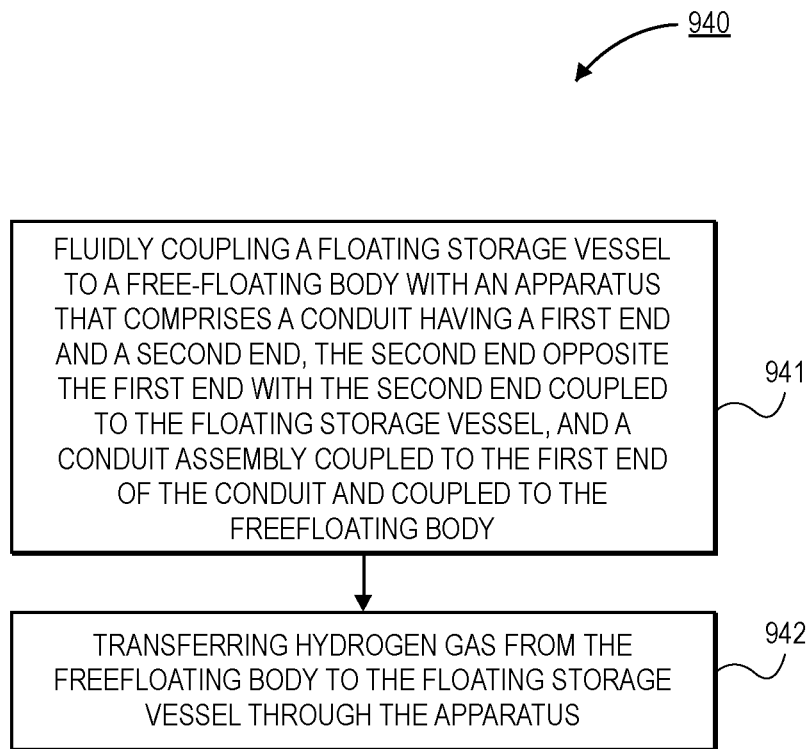 940
FLUIDLY COUPLING A FLOATING STORAGE VESSEL
TO A FREE-FLOATING BODY WITH AN APPARATUS
THAT COMPRISES A CONDUIT HAVING A FIRST END
AND A SECOND END, THE SECOND END OPPOSITE
THE FIRST END WITH THE SECOND END COUPLED
TO THE FLOATING STORAGE VESSEL, AND A
CONDUIT ASSEMBLY COUPLED TO THE FIRST END
OF THE CONDUIT AND COUPLED TO THE
FREEFLOATING BODY
941
TRANSFERRING HYDROGEN GAS FROM THE
FREEFLOATING BODY TO THE FLOATING STORAGE
VESSEL THROUGH THE APPARATUS
942